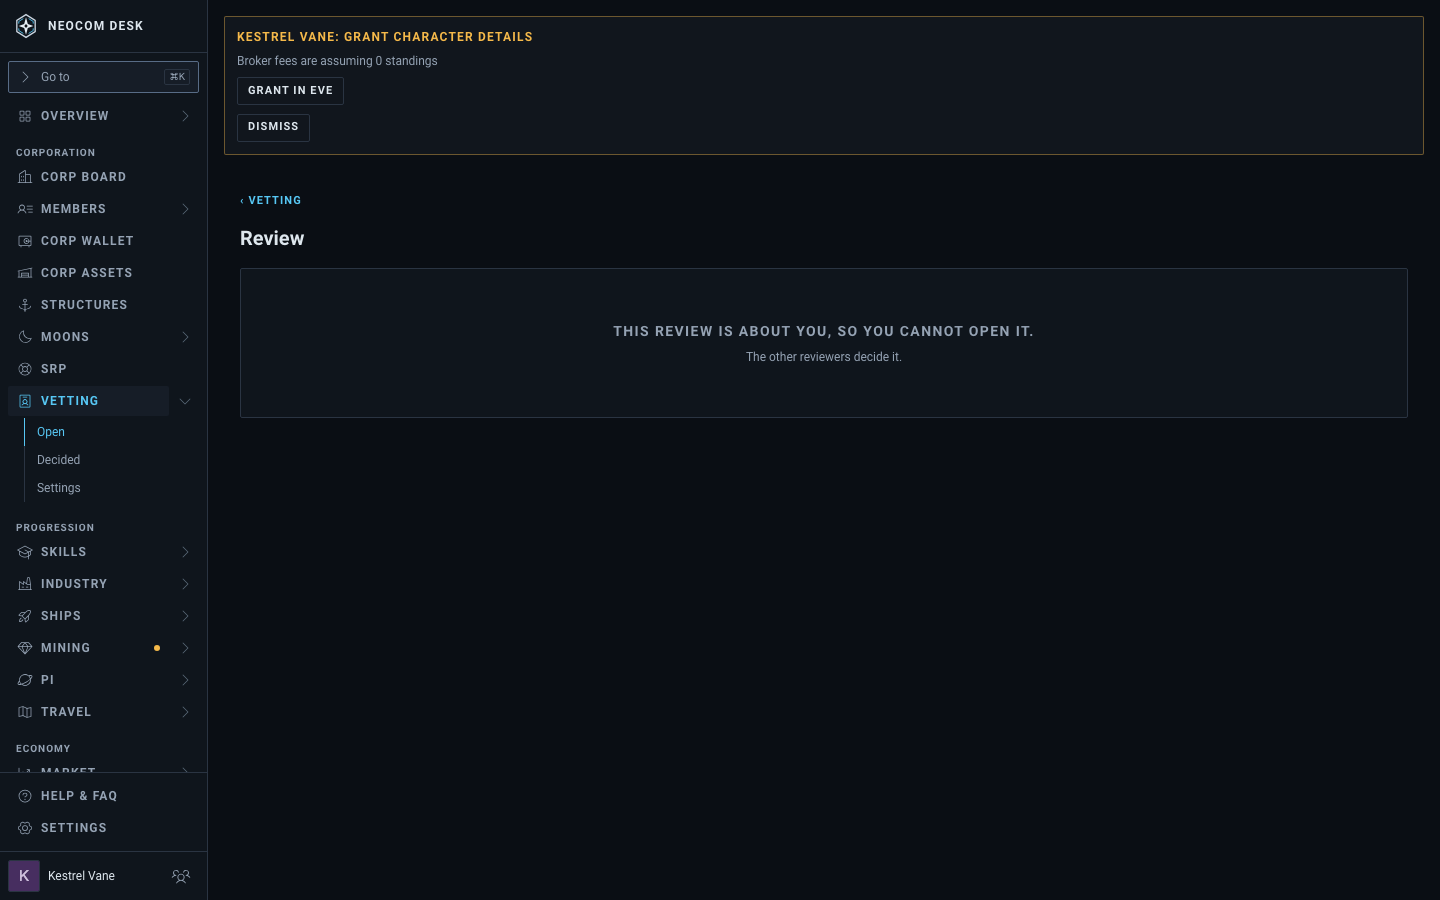 NEOCOM DESK
Go to ⌘K
OVERVIEW
CORPORATION
CORP BOARD
MEMBERS
CORP WALLET
CORP ASSETS
STRUCTURES
MOONS
SRP
VETTING
Open
Decided
Settings
PROGRESSION
SKILLS
INDUSTRY
SHIPS
MINING
PI
TRAVEL
ECONOMY
MARKET
HELP & FAQ
SETTINGS
K Kestrel Vane
KESTREL VANE: GRANT CHARACTER DETAILS
Broker fees are assuming 0 standings
GRANT IN EVE
DISMISS
‹ VETTING
Review
THIS REVIEW IS ABOUT YOU, SO YOU CANNOT OPEN IT.
The other reviewers decide it.